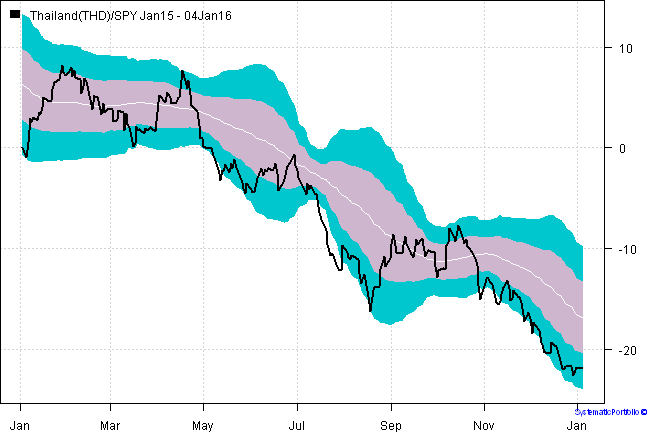 Thailand(THD)/SPY Jan15 - 04Jan16
10
0
-10
-20
Jan Mar May Jul Sep Nov Jan
SystematicPortfolio ©